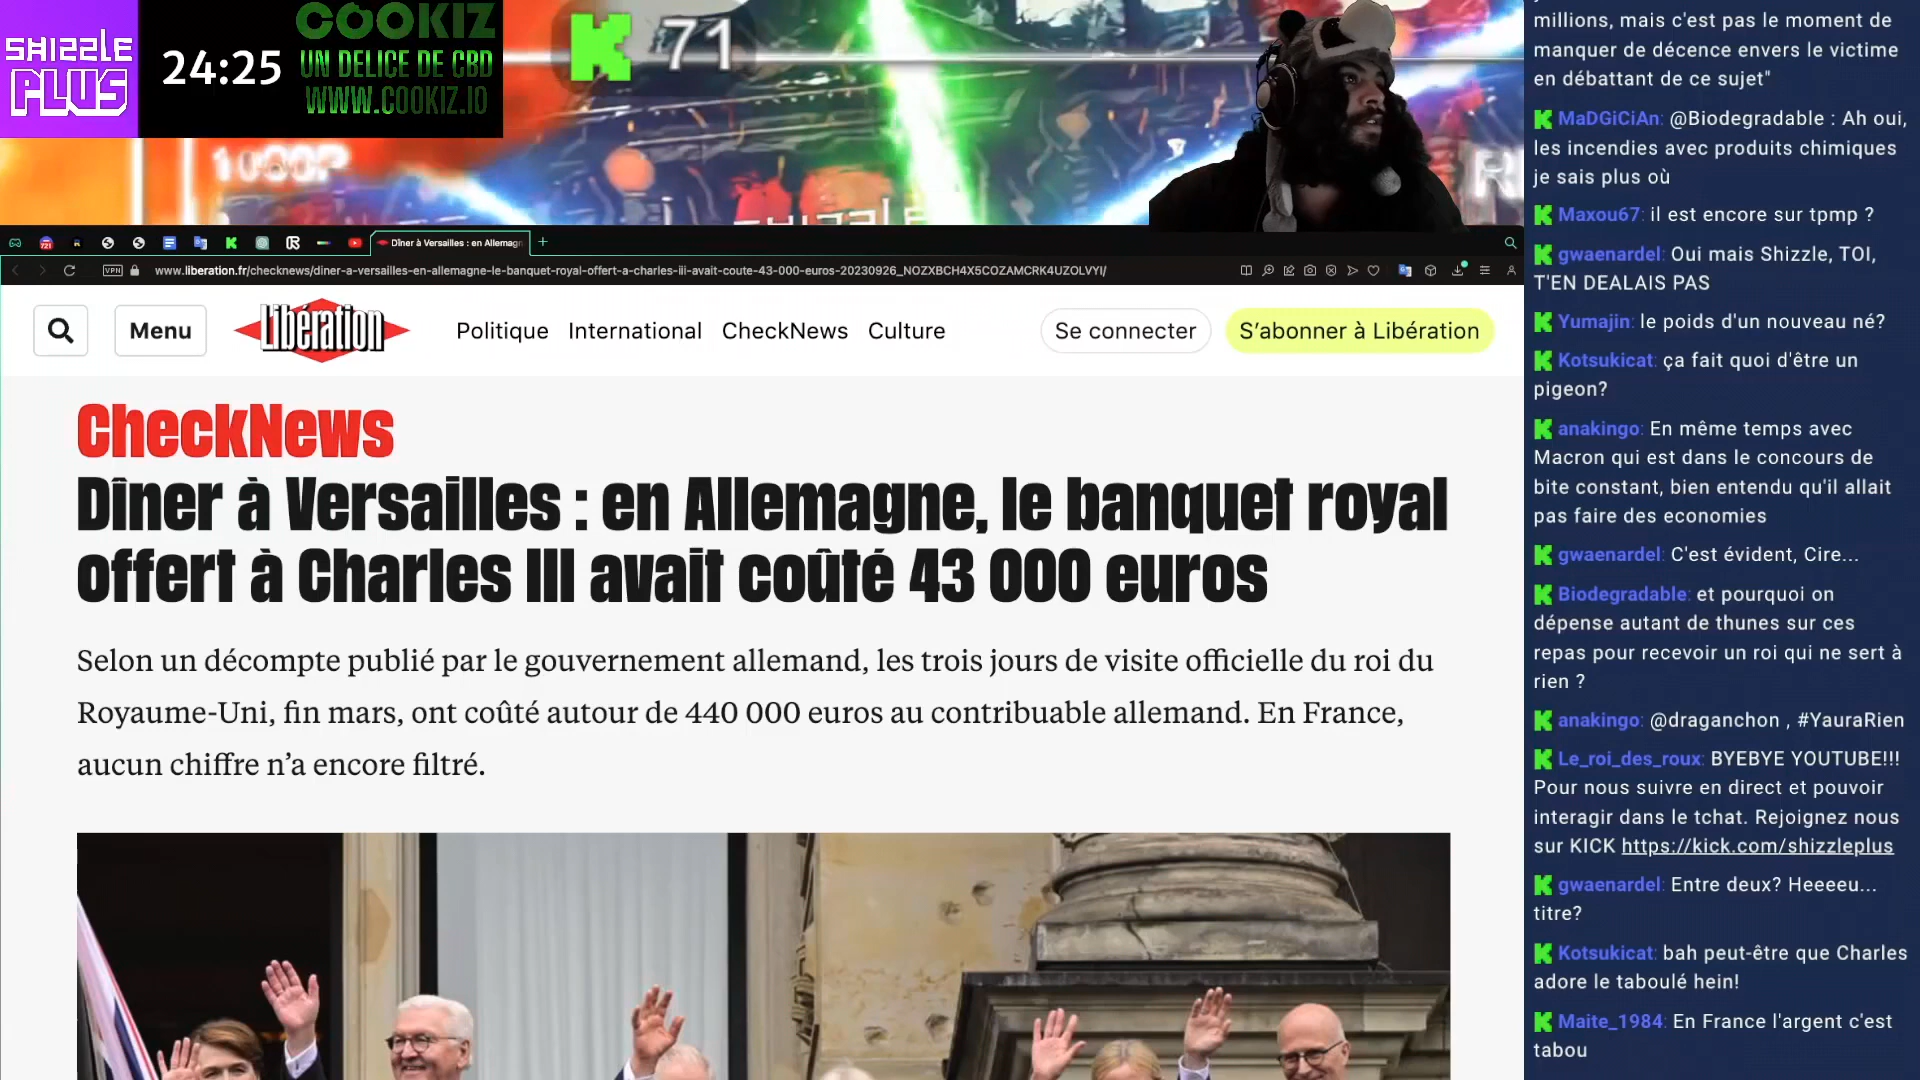 SHIZZLE
PLUS
24:25
COOKIZ
UN DELICE DE CBD
WWW.COOKIZ.IO
K 71
1080P
shizzle
Dîner à Versailles : en Allemagn
VPN
www.liberation.fr/checknews/diner-a-versailles-en-allemagne-le-banquet-royal-offert-a-charles-iii-avait-coute-43-000-euros-20230926_NOZXBCH4X5COZAMCRK4UZOLVYI/
Menu
Libération
Politique
International
CheckNews
Culture
Se connecter
S'abonner à Libération
CheckNews
Dîner à Versailles : en Allemagne, le banquet royal
offert à Charles III avait coûté 43 000 euros
Selon un décompte publié par le gouvernement allemand, les trois jours de visite officielle du roi du
Royaume-Uni, fin mars, ont coûté autour de 440 000 euros au contribuable allemand. En France,
aucun chiffre n'a encore filtré.
millions, mais c'est pas le moment de
manquer de décence envers le victime
en débattant de ce sujet"
MaDGiCiAn: @Biodegradable : Ah oui,
les incendies avec produits chimiques
je sais plus où
Maxou67: il est encore sur tpmp ?
gwaenardel: Oui mais Shizzle, TOI,
T'EN DEALAIS PAS
Yumajin: le poids d'un nouveau né?
Kotsukicat: ça fait quoi d'être un
pigeon?
anakingo: En même temps avec
Macron qui est dans le concours de
bite constant, bien entendu qu'il allait
pas faire des economies
gwaenardel: C'est évident, Cire...
Biodegradable: et pourquoi on
dépense autant de thunes sur ces
repas pour recevoir un roi qui ne sert à
rien ?
anakingo: @draganchon , #YauraRien
Le_roi_des_roux: BYEBYE YOUTUBE!!!
Pour nous suivre en direct et pouvoir
interagir dans le tchat. Rejoignez nous
sur KICK https://kick.com/shizzleplus
gwaenardel: Entre deux? Heeeeu...
titre?
Kotsukicat: bah peut-être que Charles
adore le taboulé hein!
Maite_1984: En France l'argent c'est
tabou